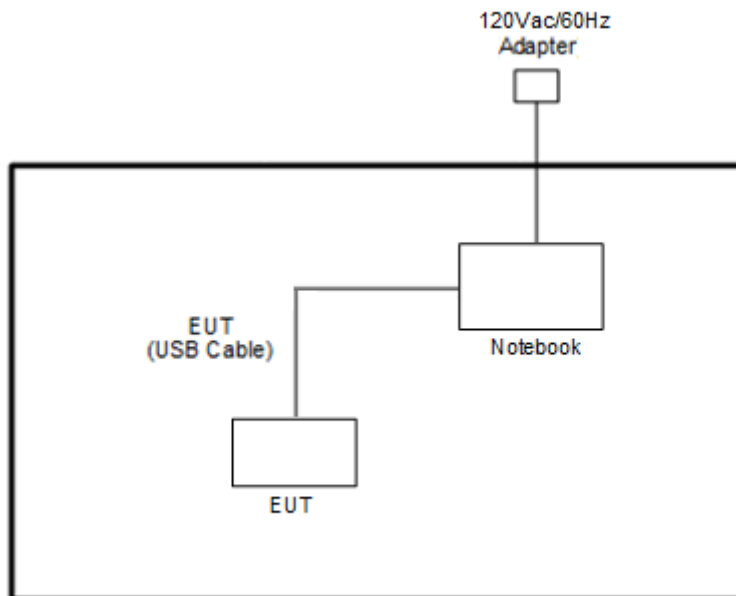 120Vac/60Hz
Adapter
Notebook
EUT
(USB Cable)
EUT